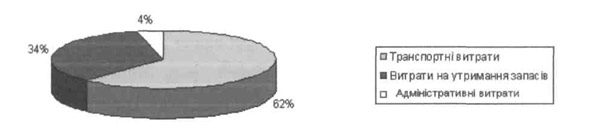 4%
34%
62%
Транспортні витрати
Витрати на утримання запасів
Адміністративні витрати